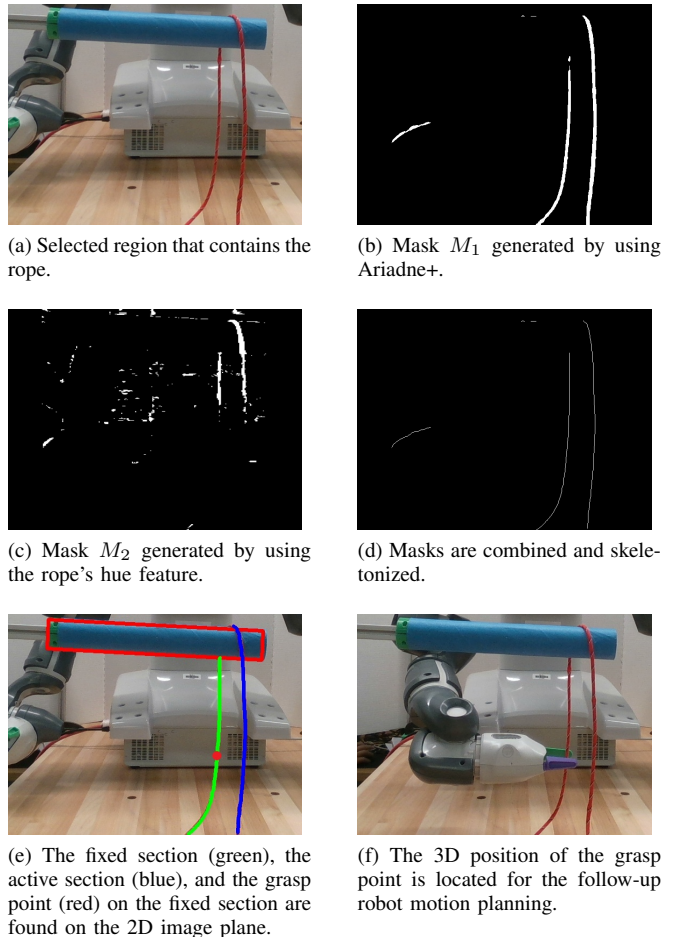 (a) Selected region that contains the
rope.
(b) Mask M1 generated by using
Ariadne+.
(c) Mask M2 generated by using
the rope's hue feature.
(d) Masks are combined and skele-
tonized.
(e) The fixed section (green), the
active section (blue), and the grasp
point (red) on the fixed section are
found on the 2D image plane.
(f) The 3D position of the grasp
point is located for the follow-up
robot motion planning.